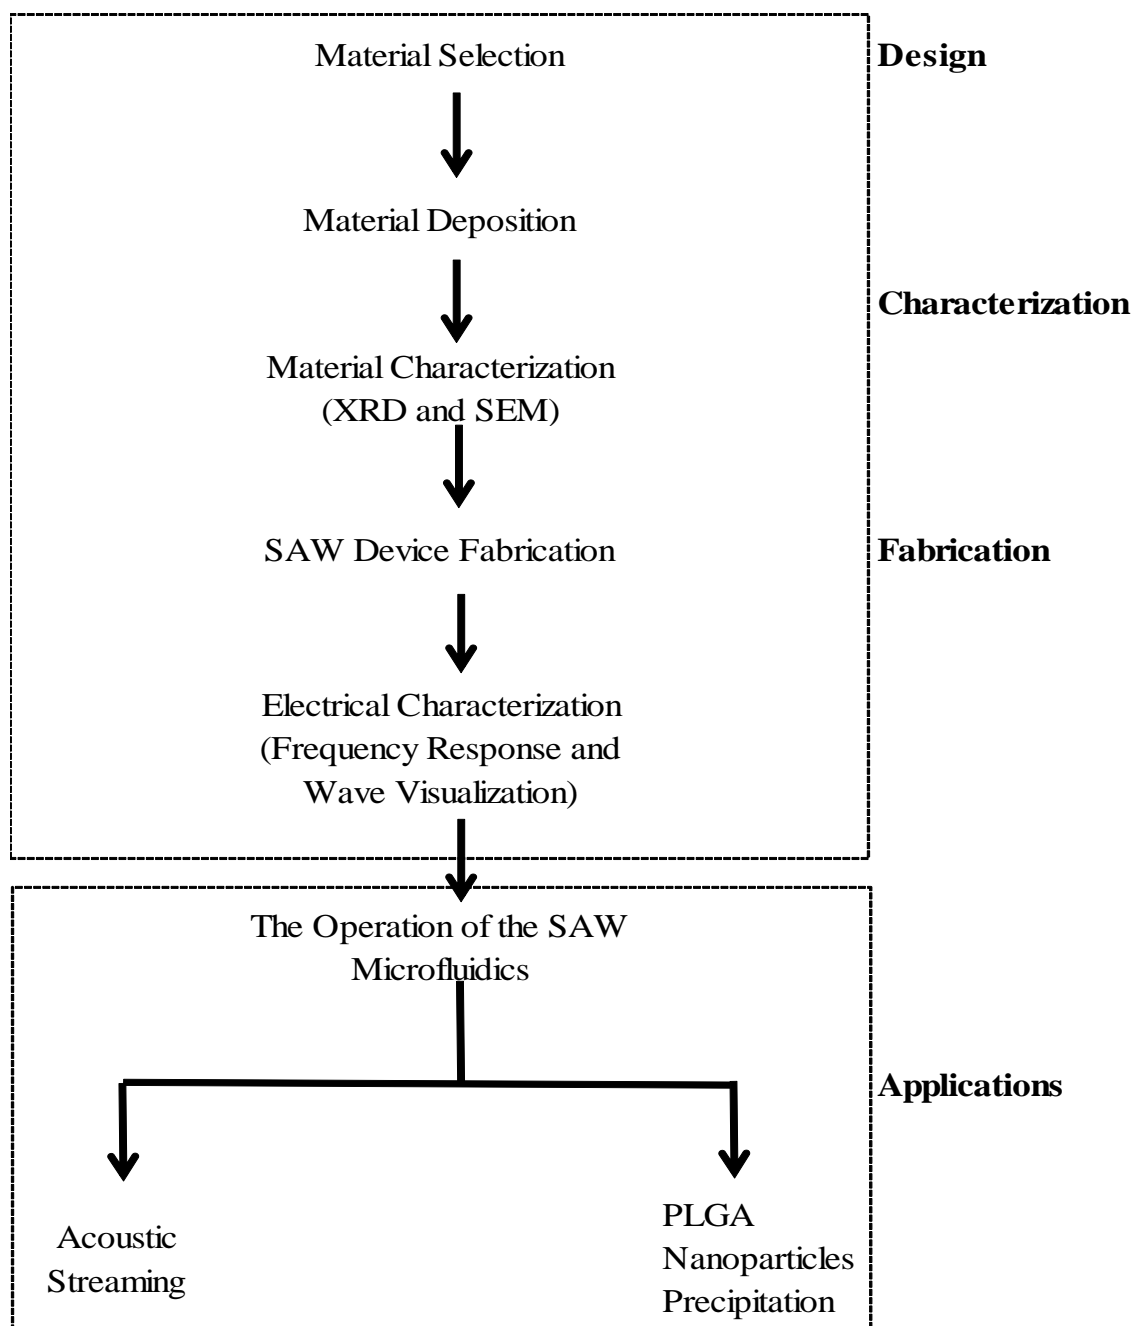 Material Selection
Design
Material Deposition
Characterization
Material Characterization
(XRD and SEM)
SAW Device Fabrication
Fabrication
Electrical Characterization
(Frequency Response and
Wave Visualization)
The Operation of the SAW
Microfluidics
Applications
Acoustic
Streaming
PLGA
Nanoparticles
Precipitation